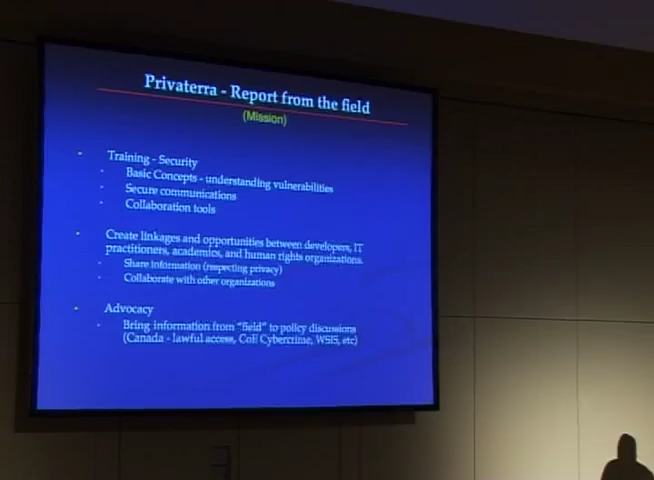 Privaterra - Report from the field
(Mission)
Training - Security
Basic Concepts - understanding vulnerabilities
Secure communications
Collaboration tools
Create linkages and opportunities between developers, IT
practitioners, academics, and human rights organizations.
Share information (respecting privacy)
Collaborate with other organizations
Advocacy
Bring information from "field" to policy discussions
(Canada - lawful access, CoE Cybercrime, WSIS, etc)